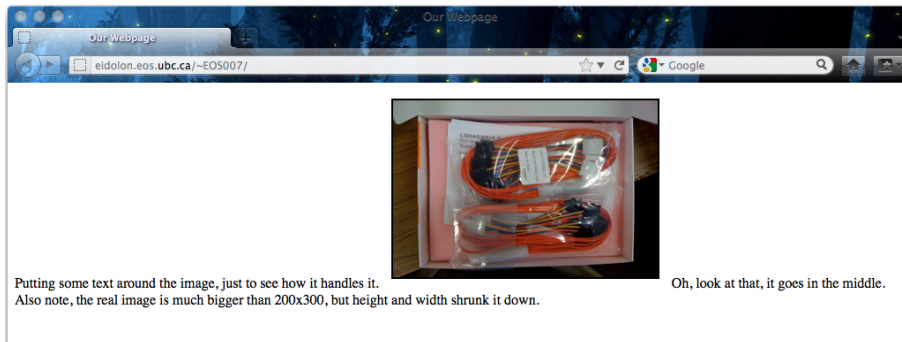 Our Webpage
Our Webpage
eidolon.eos.ubc.ca/~EOS007/
Google
Putting some text around the image, just to see how it handles it. Oh, look at that, it goes in the middle.
Also note, the real image is much bigger than 200x300, but height and width shrunk it down.